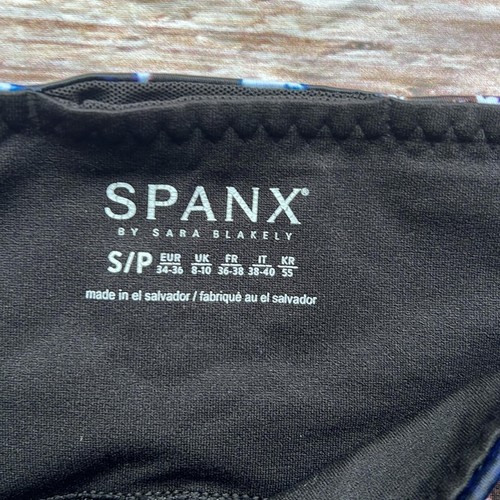 SPANX®
BY SARA BLAKELY
S/P EUR 34-36 UK 8-10 FR 36-38 IT 38-40 KR 55
made in el salvador / fabriqué au el salvador